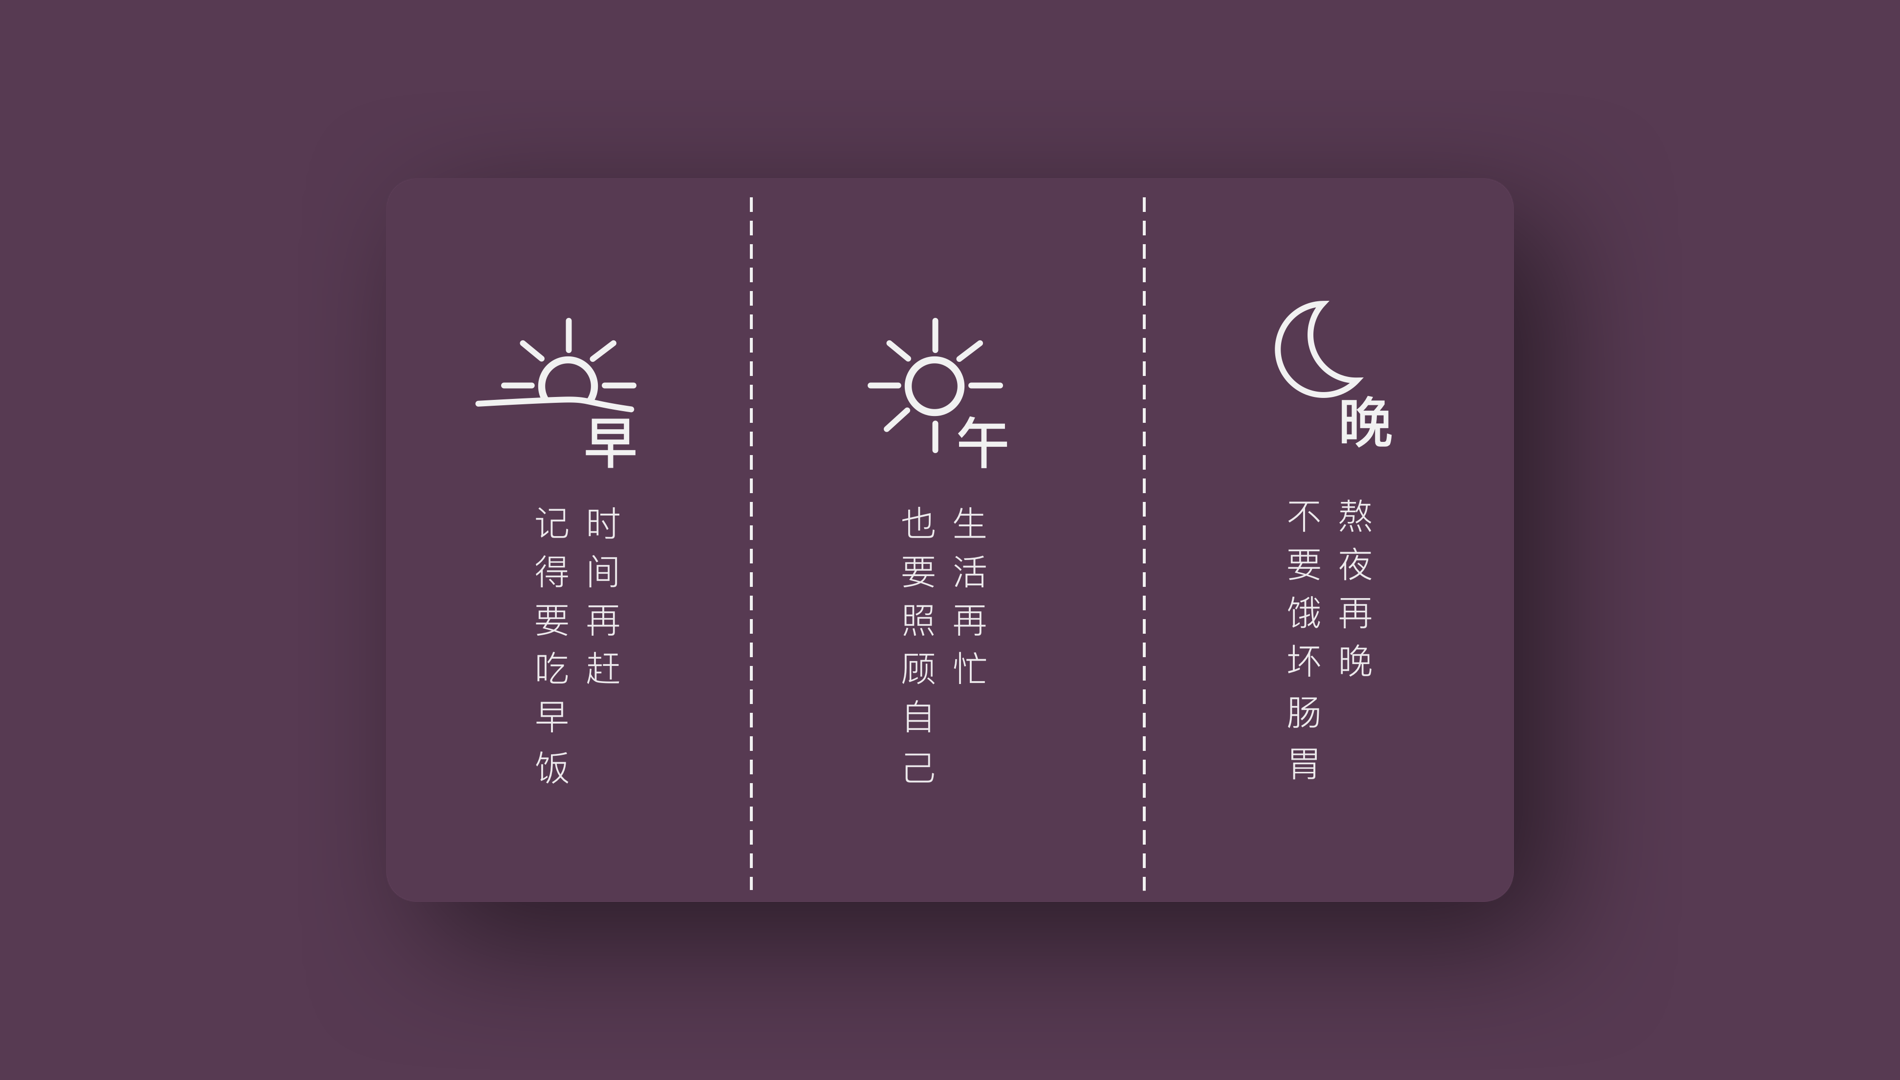 早
时间再赶
记得要吃早饭
午
生活再忙
也要照顾自己
晚
熬夜再晚
不要饿坏肠胃